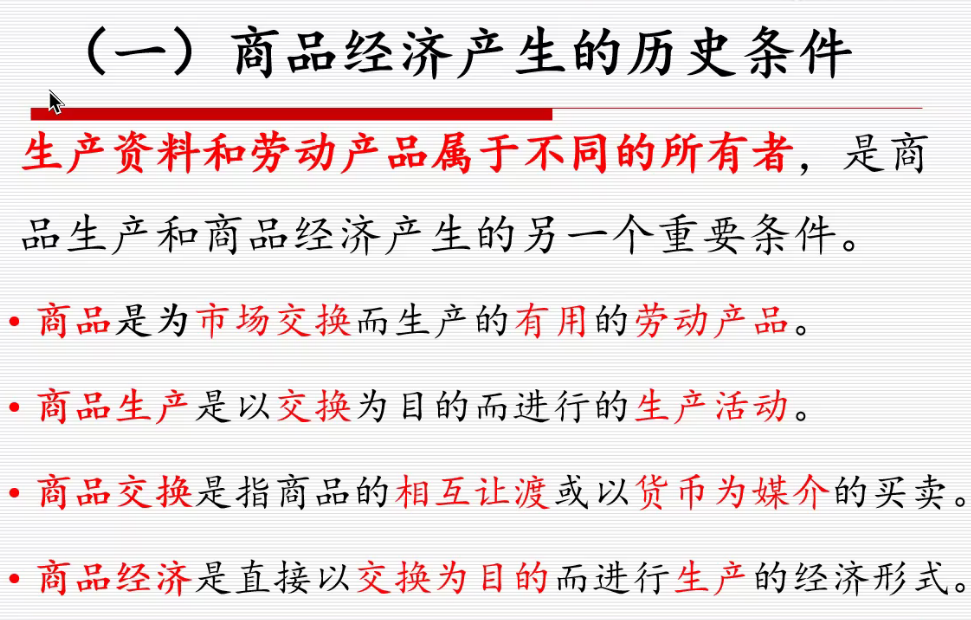 （一）商品经济产生的历史条件
生产资料和劳动产品属于不同的所有者，是商
品生产和商品经济产生的另一个重要条件。
• 商品是为市场交换而生产的有用的劳动产品。
• 商品生产是以交换为目的而进行的生产活动。
• 商品交换是指商品的相互让渡或以货币为媒介的买卖。
• 商品经济是直接以交换为目的而进行生产的经济形式。